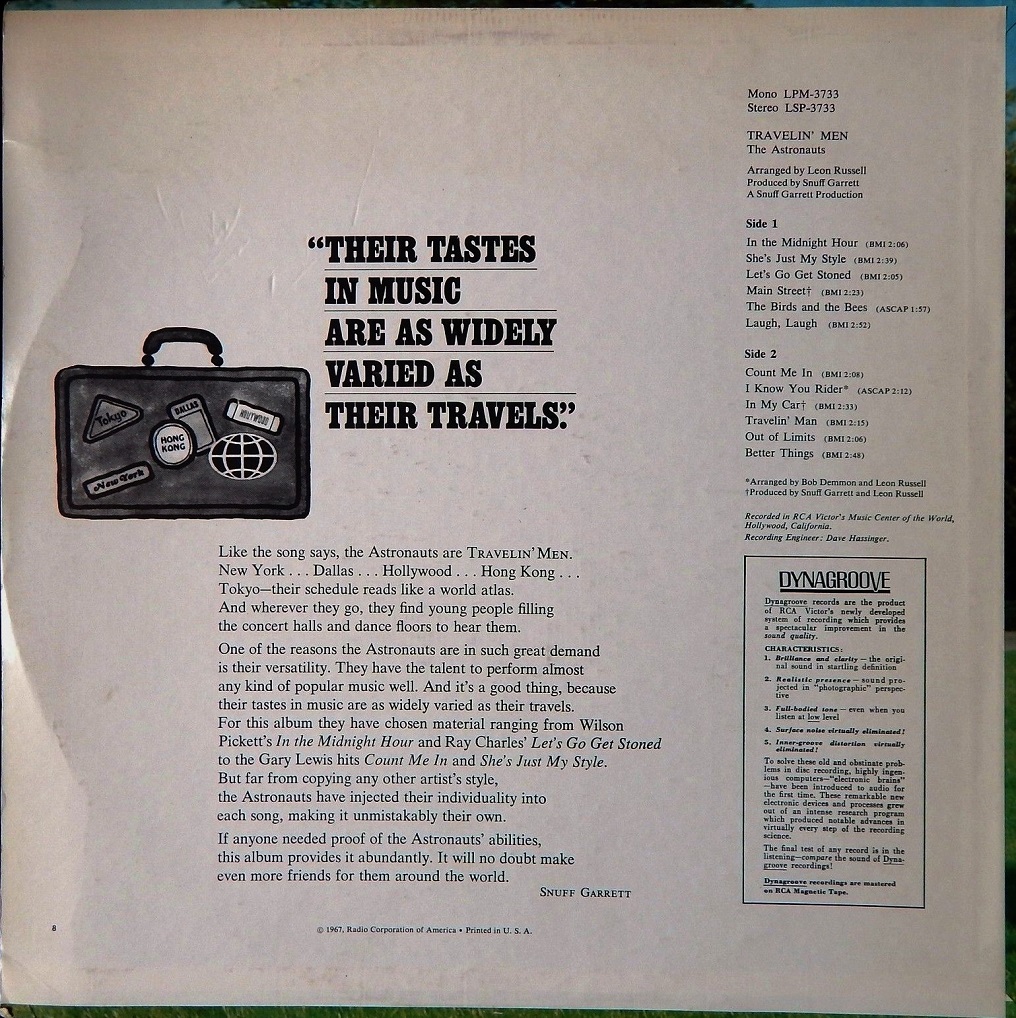 Mono LPM-3733
Stereo LSP-3733
TRAVELIN' MEN
The Astronauts
Arranged by Leon Russell
Produced by Snuff Garrett
A Snuff Garrett Production
Side 1
In the Midnight Hour (BMI 2:06)
She's Just My Style (BMI 2:39)
Let's Go Get Stoned (BMI 2:05)
Main Street† (BMI 2:23)
The Birds and the Bees (ASCAP 1:57)
Laugh, Laugh (BMI 2:52)
Side 2
Count Me In (BMI 2:08)
I Know You Rider* (ASCAP 2:12)
In My Car† (BMI 2:33)
Travelin' Man (BMI 2:15)
Out of Limits (BMI 2:06)
Better Things (BMI 2:48)
*Arranged by Bob Demmon and Leon Russell
†Produced by Snuff Garrett and Leon Russell
Recorded in RCA Victor's Music Center of the World,
Hollywood, California.
Recording Engineer: Dave Hassinger.
"THEIR TASTES
IN MUSIC
ARE AS WIDELY
VARIED AS
THEIR TRAVELS."
Tokyo
DALLAS
HOLLYWOOD
HONG
KONG
New York
Like the song says, the Astronauts are TRAVELIN' MEN.
New York . . . Dallas . . . Hollywood . . . Hong Kong . . .
Tokyo—their schedule reads like a world atlas.
And wherever they go, they find young people filling
the concert halls and dance floors to hear them.
One of the reasons the Astronauts are in such great demand
is their versatility. They have the talent to perform almost
any kind of popular music well. And it's a good thing, because
their tastes in music are as widely varied as their travels.
For this album they have chosen material ranging from Wilson
Pickett's In the Midnight Hour and Ray Charles' Let's Go Get Stoned
to the Gary Lewis hits Count Me In and She's Just My Style.
But far from copying any other artist's style,
the Astronauts have injected their individuality into
each song, making it unmistakably their own.
If anyone needed proof of the Astronauts' abilities,
this album provides it abundantly. It will no doubt make
even more friends for them around the world.
SNUFF GARRETT
DYNAGROOVE
Dynagroove records are the product
of RCA Victor's newly developed
system of recording which provides
a spectacular improvement in the
sound quality.
CHARACTERISTICS:
1. Brilliance and clarity—the origi-
nal sound in startling definition
2. Realistic presence—sound pro-
jected in "photographic" perspec-
tive
3. Full-bodied tone—even when you
listen at low level
4. Surface noise virtually eliminated!
5. Inner-groove distortion virtually
eliminated!
To solve these old and obstinate prob-
lems in disc recording, highly ingen-
ious computers—"electronic brains"
—have been introduced to audio for
the first time. These remarkable new
electronic devices and processes grew
out of an intense research program
which produced notable advances in
virtually every step of the recording
science.
The final test of any record is in the
listening—compare the sound of Dyna-
groove recordings!
Dynagroove recordings are mastered
on RCA Magnetic Tape.
8
© 1967, Radio Corporation of America • Printed in U. S. A.